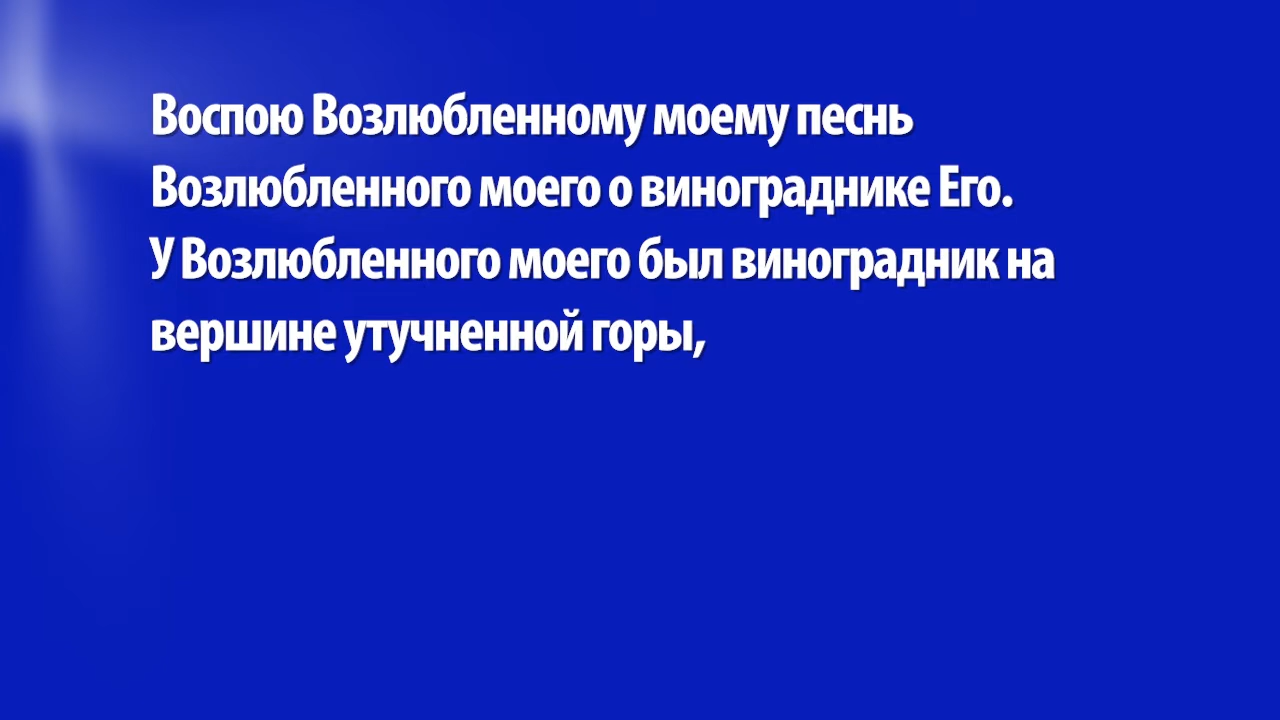 Воспою Возлюбленному моему песнь
Возлюбленного моего о винограднике Его.
У Возлюбленного моего был виноградник на
вершине утучненной горы,